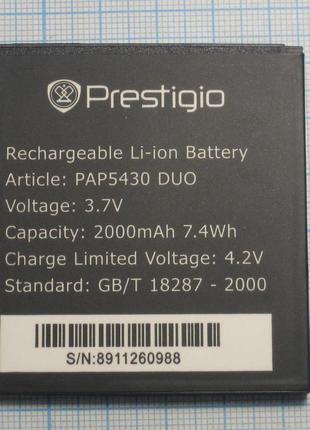 Prestigio
Rechargeable Li-ion Battery
Article: PAP5430 DUO
Voltage: 3.7V
Capacity: 2000mAh 7.4Wh
Charge Limited Voltage: 4.2V
Standard: GB/T 18287 - 2000
S/N:8911260988